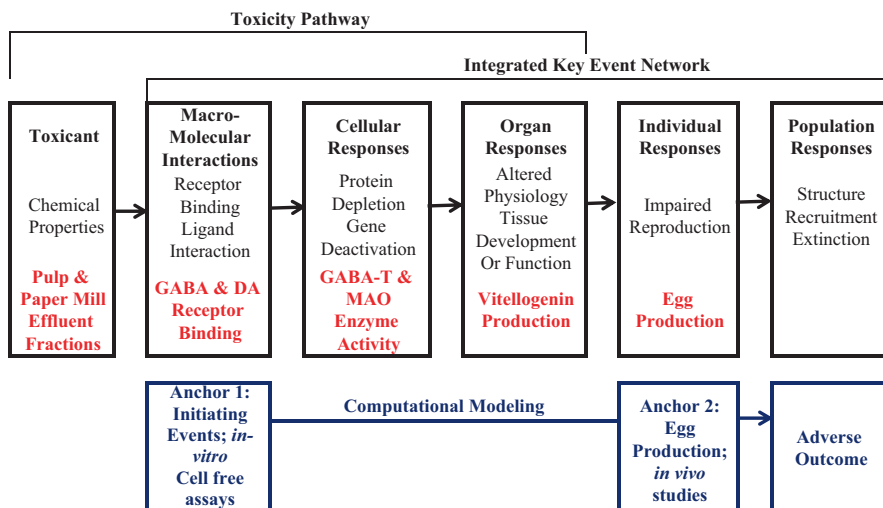 Toxicity Pathway
Integrated Key Event Network
Toxicant
Chemical
Properties
Pulp &
Paper Mill
Effluent
Fractions
Macro-
Molecular
Interactions
Receptor
Binding
Ligand
Interaction
GABA & DA
Receptor
Binding
Cellular
Responses
Protein
Depletion
Gene
Deactivation
GABA-T &
MAO
Enzyme
Activity
Organ
Responses
Altered
Physiology
Tissue
Development
Or Function
Vitellogenin
Production
Individual
Responses
Impaired
Reproduction
Egg
Production
Population
Responses
Structure
Recruitment
Extinction
Anchor 1:
Initiating
Events; in-
vitro
Cell free
assays
Computational Modeling
Anchor 2:
Egg
Production;
in vivo
studies
Adverse
Outcome